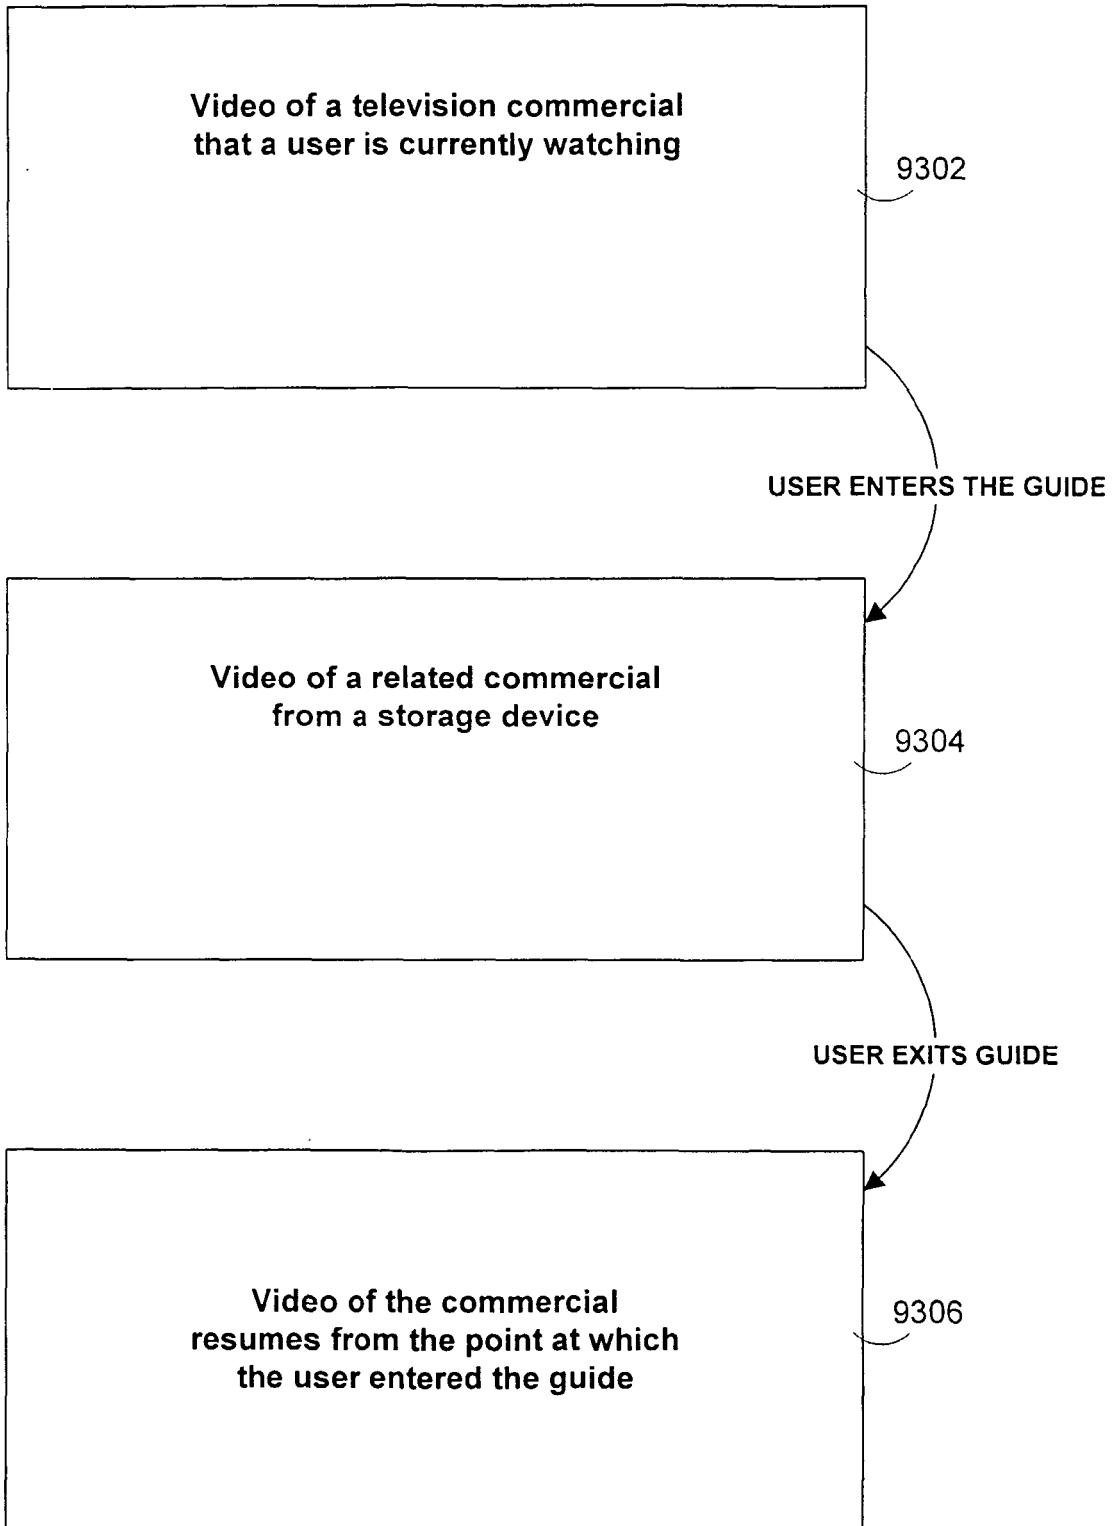 Video of a television commercial
that a user is currently watching
9302
USER ENTERS THE GUIDE
Video of a related commercial
from a storage device
9304
USER EXITS GUIDE
Video of the commercial
resumes from the point at which
the user entered the guide
9306